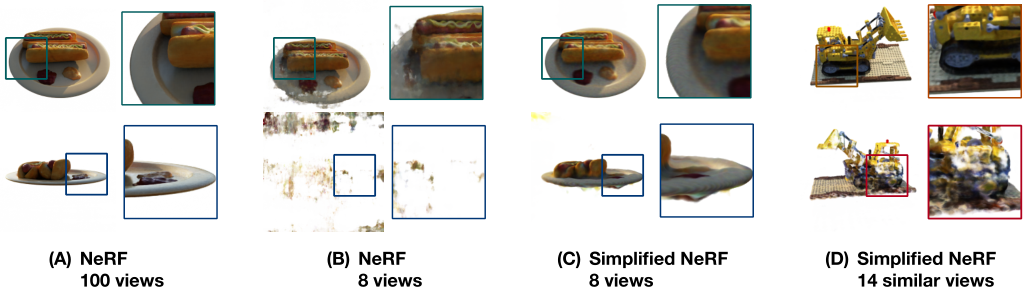 (A) NeRF
100 views
(B) NeRF
8 views
(C) Simplified NeRF
8 views
(D) Simplified NeRF
14 similar views